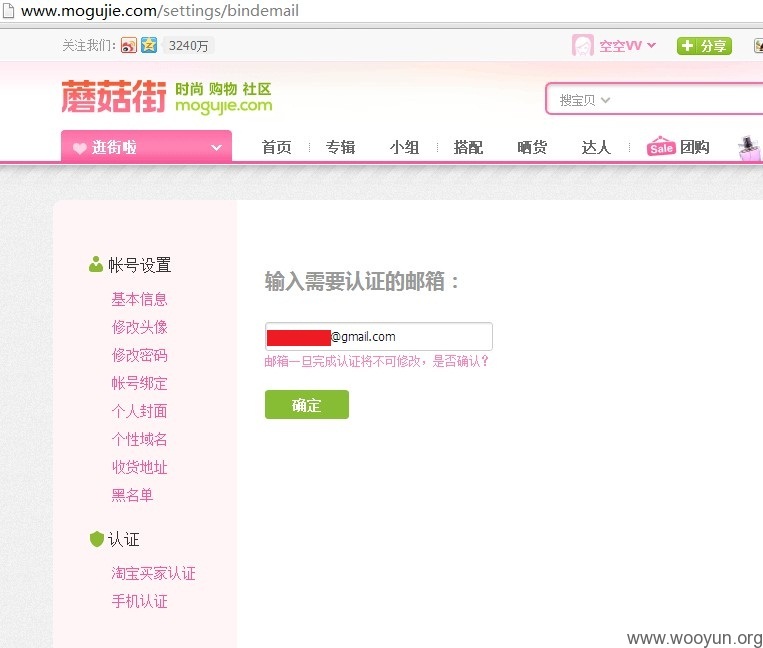 www.mogujie.com/settings/bindemail
关注我们: 3240万 空空VV 分享
蘑菇街 时尚 购物 社区
mogujie.com
搜宝贝
逛街啦 首页 专辑 小组 搭配 晒货 达人 Sale 团购
帐号设置
基本信息
修改头像
修改密码
帐号绑定
个人封面
个性域名
收货地址
黑名单
认证
淘宝买家认证
手机认证
输入需要认证的邮箱：
@gmail.com
邮箱一旦完成认证将不可修改，是否确认？
确定
www.wooyun.org